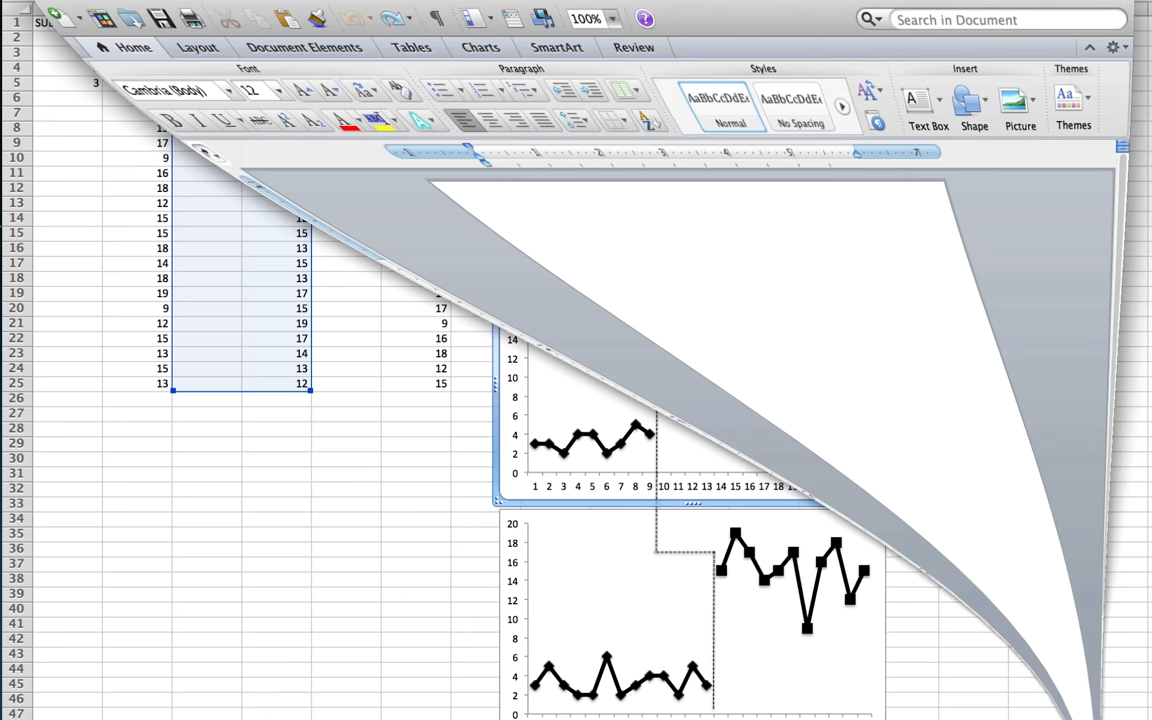 100%
Search in Document
Home Layout Document Elements Tables Charts SmartArt Review
Font Paragraph Styles Insert Themes
Cambria (Body) 12
AaBbCcDdEe AaBbCcDdEe
Normal No Spacing
Text Box Shape Picture Themes
1
2
3
4
5 3
6
7
8
9 17
10 9
11 16
12 18
13 12
14 15 12
15 15 15
16 18 13
17 14 15
18 18 13
19 19 17
20 9 15 17
21 12 19 9
22 15 17 16
23 13 14 18
24 15 13 12
25 13 12 15
26
27
28
29
30
31
32
33
34
35
36
37
38
39
40
41
42
43
44
45
46
47
14
12
10
8
6
4
2
0
1 2 3 4 5 6 7 8 9 10 11 12 13 14 15 16 17 18
20
18
16
14
12
10
8
6
4
2
0